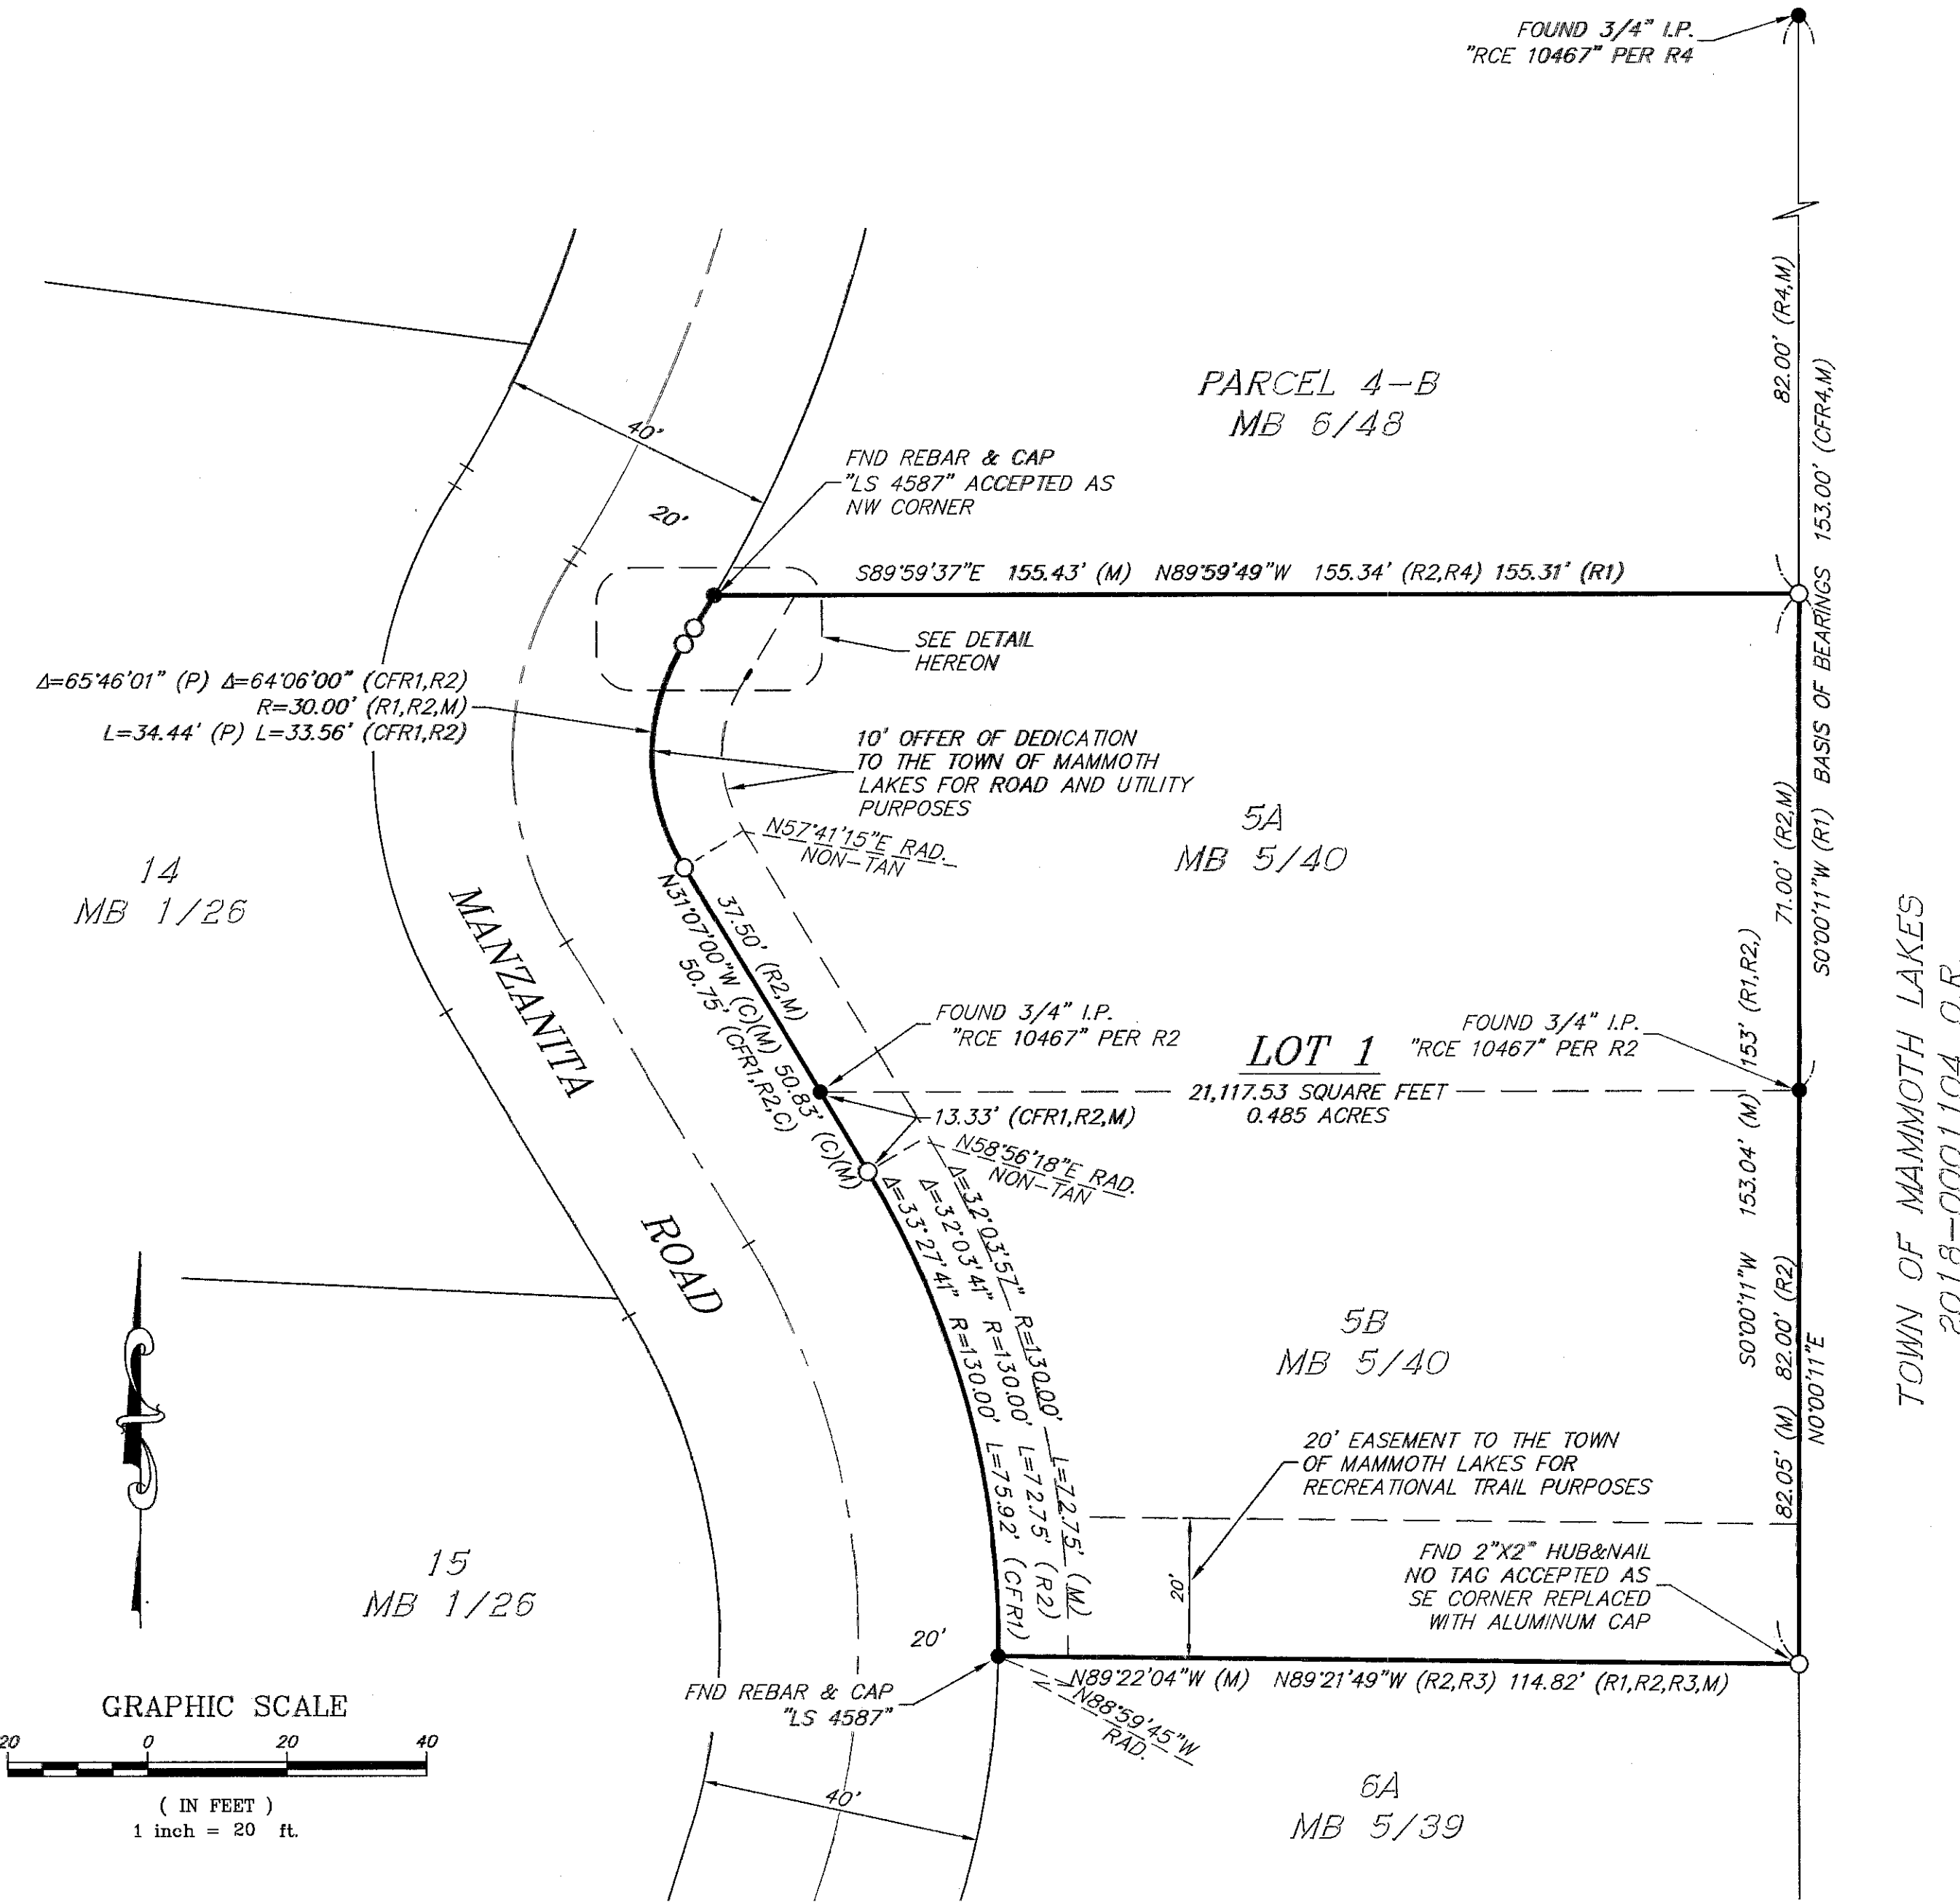 FOUND 3/4" I.P.
"RCE 10467" PER R4
82.00' (R4,M)
153.00' (CFR4,M)
BASIS OF BEARINGS
S0°00'11"W (R1)
PARCEL 4-B
MB 6/48
40'
20'
FND REBAR & CAP
"LS 4587" ACCEPTED AS
NW CORNER
S89°59'37"E 155.43' (M) N89°59'49"W 155.34' (R2,R4) 155.31' (R1)
SEE DETAIL
HEREON
Δ=65°46'01" (P) Δ=64°06'00" (CFR1,R2)
R=30.00' (R1,R2,M)
L=34.44' (P) L=33.56' (CFR1,R2)
10' OFFER OF DEDICATION
TO THE TOWN OF MAMMOTH
LAKES FOR ROAD AND UTILITY
PURPOSES
5A
MB 5/40
71.00' (R2,M)
N57°41'15"E RAD.
NON-TAN
14
MB 1/26
MANZANITA
ROAD
37.50' (R2,M)
N31°07'00"W (C)(M) 50.83' (C)(M)
50.75' (CFR1,R2,C)
FOUND 3/4" I.P.
"RCE 10467" PER R2
LOT 1
21,117.53 SQUARE FEET
0.485 ACRES
FOUND 3/4" I.P.
"RCE 10467" PER R2
153' (R1,R2,)
S0°00'11"W 153.04' (M)
13.33' (CFR1,R2,M)
N58°56'18"E RAD.
NON-TAN
Δ=32°03'57" R=130.00' L=72.75' (M)
Δ=32°03'41" R=130.00' L=72.75' (R2)
Δ=33°27'41" R=130.00' L=75.92' (CFR1)
5B
MB 5/40
82.05' (M) 82.00' (R2)
N0°00'11"E
TOWN OF MAMMOTH LAKES
2018-0001104 O.R.
20' EASEMENT TO THE TOWN
OF MAMMOTH LAKES FOR
RECREATIONAL TRAIL PURPOSES
20'
FND 2"X2" HUB&NAIL
NO TAG ACCEPTED AS
SE CORNER REPLACED
WITH ALUMINUM CAP
15
MB 1/26
20'
FND REBAR & CAP
"LS 4587"
N89°22'04"W (M) N89°21'49"W (R2,R3) 114.82' (R1,R2,R3,M)
N88°59'45"W
RAD.
40'
6A
MB 5/39
GRAPHIC SCALE
20 0 20 40
( IN FEET )
1 inch = 20 ft.